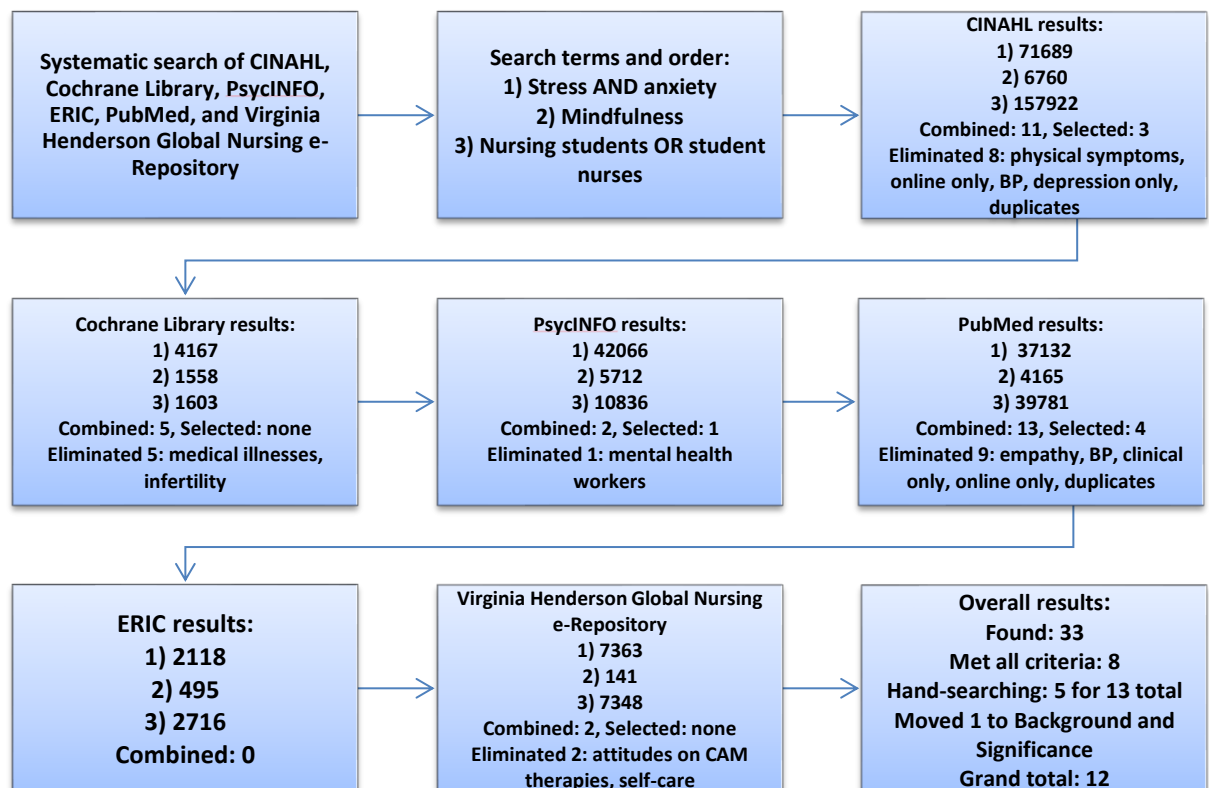 Systematic search of CINAHL,
Cochrane Library, PsycINFO,
ERIC, PubMed, and Virginia
Henderson Global Nursing e-
Repository
Search terms and order:
1) Stress AND anxiety
2) Mindfulness
3) Nursing students OR student
nurses
CINAHL results:
1) 71689
2) 6760
3) 157922
Combined: 11, Selected: 3
Eliminated 8: physical symptoms,
online only, BP, depression only,
duplicates
Cochrane Library results:
1) 4167
2) 1558
3) 1603
Combined: 5, Selected: none
Eliminated 5: medical illnesses,
infertility
PsycINFO results:
1) 42066
2) 5712
3) 10836
Combined: 2, Selected: 1
Eliminated 1: mental health
workers
PubMed results:
1) 37132
2) 4165
3) 39781
Combined: 13, Selected: 4
Eliminated 9: empathy, BP, clinical
only, online only, duplicates
ERIC results:
1) 2118
2) 495
3) 2716
Combined: 0
Virginia Henderson Global Nursing
e-Repository
1) 7363
2) 141
3) 7348
Combined: 2, Selected: none
Eliminated 2: attitudes on CAM
therapies, self-care
Overall results:
Found: 33
Met all criteria: 8
Hand-searching: 5 for 13 total
Moved 1 to Background and
Significance
Grand total: 12